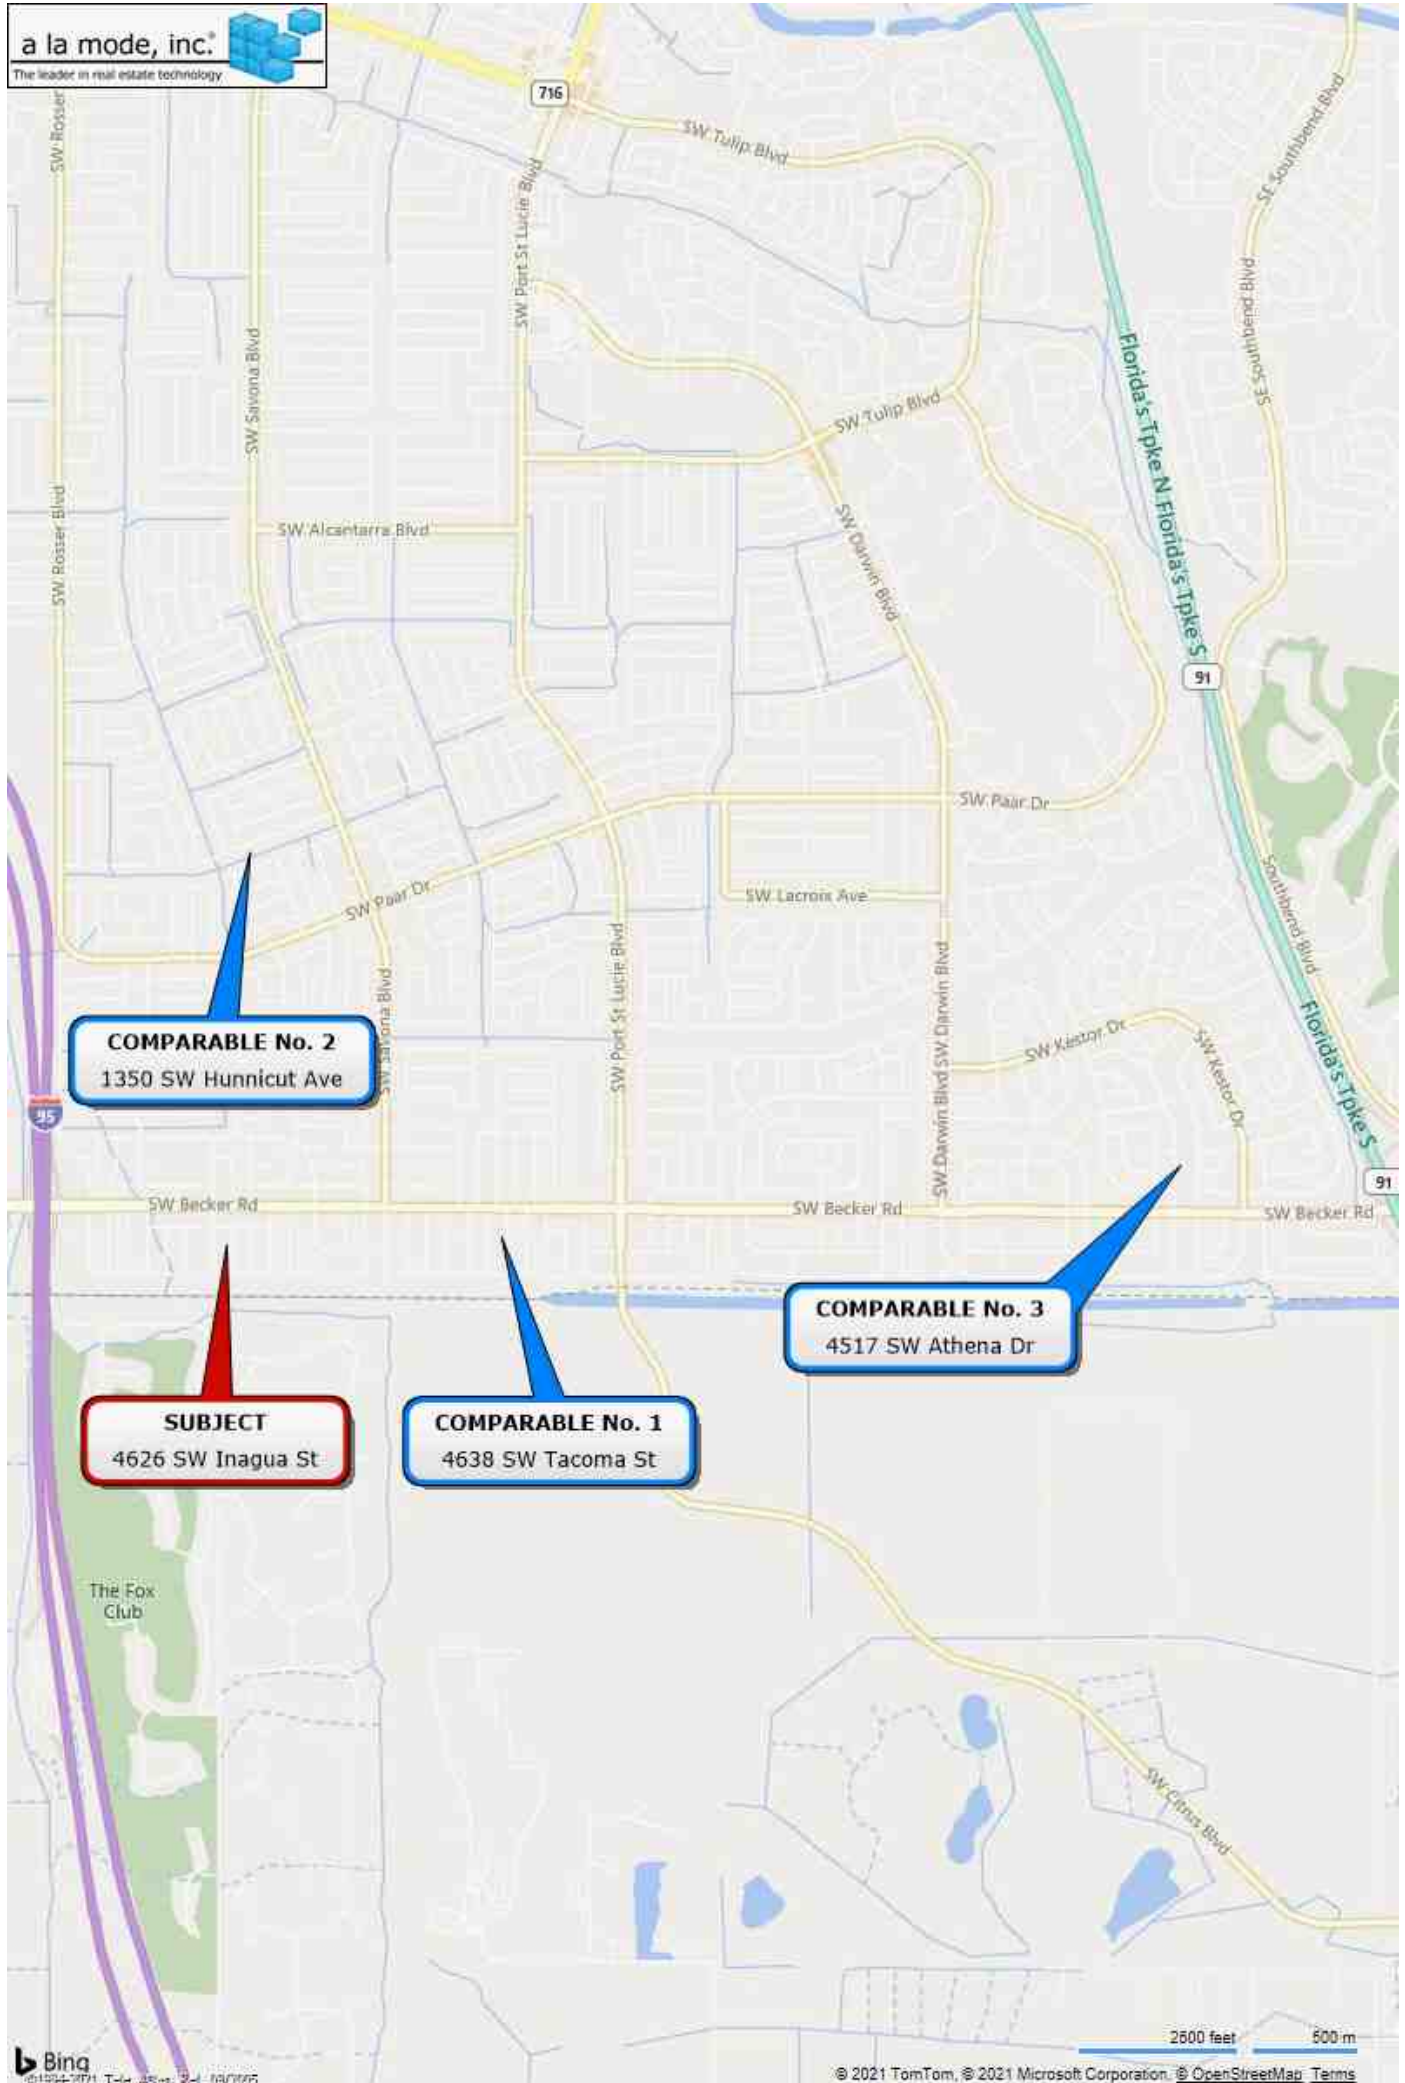 a la mode, inc.®
The leader in real estate technology
716
SW Rosser
SW Tulip Blvd
SE Southbend Blvd
SW Port St Lucie Blvd
SE Southbend Blvd
SW Savona Blvd
Florida's Tpke N Florida's Tpke S
SW Tulip Blvd
SW Rosser Blvd
SW Alcantarra Blvd
SW Darwin Blvd
91
SW Paar Dr
SW Paar Dr
SW Lacroix Ave
Southbend Blvd
SW Port St Lucie Blvd
SW Darwin Blvd SW Darwin Blvd
SW Savona Blvd
COMPARABLE No. 2
1350 SW Hunnicut Ave
SW Kestor Dr
SW Kestor Dr
Florida's Tpke S
95
91
SW Becker Rd
SW Becker Rd
SW Becker Rd
COMPARABLE No. 3
4517 SW Athena Dr
SUBJECT
4626 SW Inagua St
COMPARABLE No. 1
4638 SW Tacoma St
The Fox
Club
SW Citrus Blvd
2500 feet
500 m
Bing
© 2021 TomTom, © 2021 Microsoft Corporation, © OpenStreetMap Terms